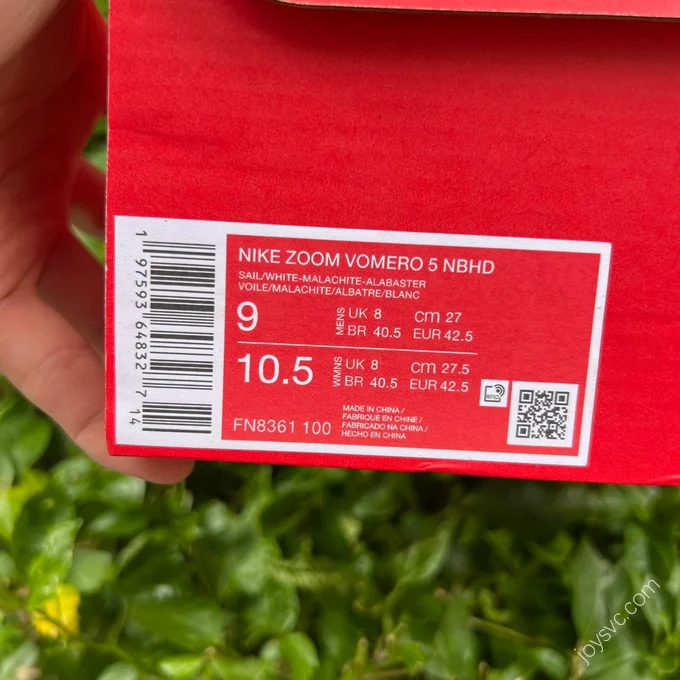 NIKE ZOOM VOMERO 5 NBHD
SAIL/WHITE-MALACHITE-ALABASTER
VOILE/MALACHITE/ALBATRE/BLANC
9 MENS UK 8 cm 27
BR 40.5 EUR 42.5
10.5 WMNS UK 8 cm 27.5
BR 40.5 EUR 42.5
FN8361 100
MADE IN CHINA /
FABRIQUE EN CHINE /
FABRICADO NA CHINA /
HECHO EN CHINA
RFID
1 97593 64832 7 14
joysvc.com